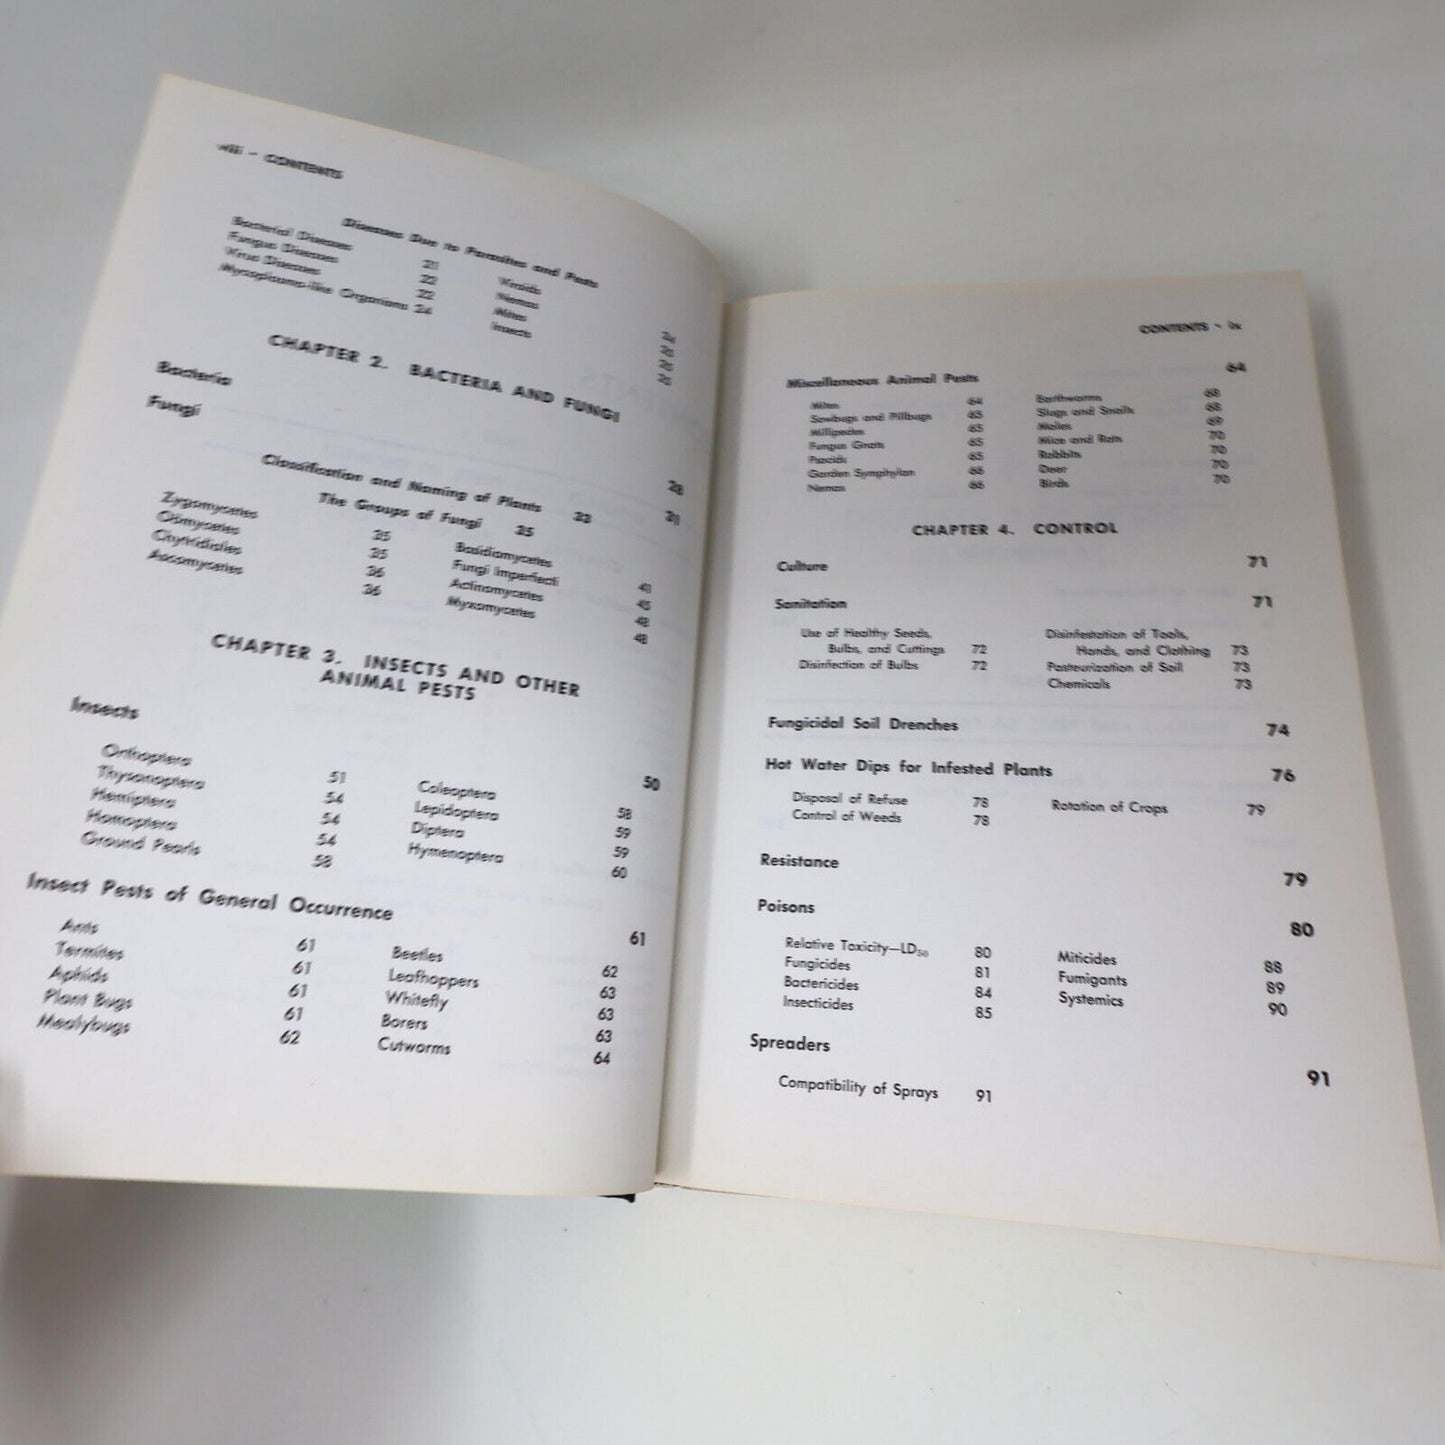 viii - CONTENTS
Diseases Due to Parasites and Pests
Bacterial Diseases 21 Viroids 24
Fungus Diseases 22 Nemas 25
Virus Diseases 22 Mites 25
Mycoplasma-like Organisms 24 Insects 25
CHAPTER 2. BACTERIA AND FUNGI
Bacteria 28
Fungi 31
Classification and Naming of Plants 33
The Groups of Fungi 35
Zygomycetes 35 Basidiomycetes 41
Oömycetes 35 Fungi Imperfecti 45
Chytridiales 36 Actinomycetes 48
Ascomycetes 36 Myxomycetes 48
CHAPTER 3. INSECTS AND OTHER
ANIMAL PESTS
Insects 50
Orthoptera 51 Coleoptera 58
Thysanoptera 54 Lepidoptera 59
Hemiptera 54 Diptera 59
Homoptera 54 Hymenoptera 60
Ground Pearls 58
Insect Pests of General Occurrence 61
Ants 61 Beetles 62
Termites 61 Leafhoppers 63
Aphids 61 Whitefly 63
Plant Bugs 61 Borers 63
Mealybugs 62 Cutworms 64
CONTENTS - ix
Miscellaneous Animal Pests 64
Mites 64 Earthworms 68
Sowbugs and Pillbugs 65 Slugs and Snails 68
Millipedes 65 Moles 69
Fungus Gnats 65 Mice and Rats 70
Psocids 65 Rabbits 70
Garden Symphylan 66 Deer 70
Nemas 66 Birds 70
CHAPTER 4. CONTROL
Culture 71
Sanitation 71
Use of Healthy Seeds, Disinfestation of Tools,
Bulbs, and Cuttings 72 Hands, and Clothing 73
Disinfection of Bulbs 72 Pasteurization of Soil 73
Chemicals 73
Fungicidal Soil Drenches 74
Hot Water Dips for Infested Plants 76
Disposal of Refuse 78 Rotation of Crops 79
Control of Weeds 78
Resistance 79
Poisons 80
Relative Toxicity—LD50 80 Miticides 88
Fungicides 81 Fumigants 89
Bactericides 84 Systemics 90
Insecticides 85
Spreaders 91
Compatibility of Sprays 91